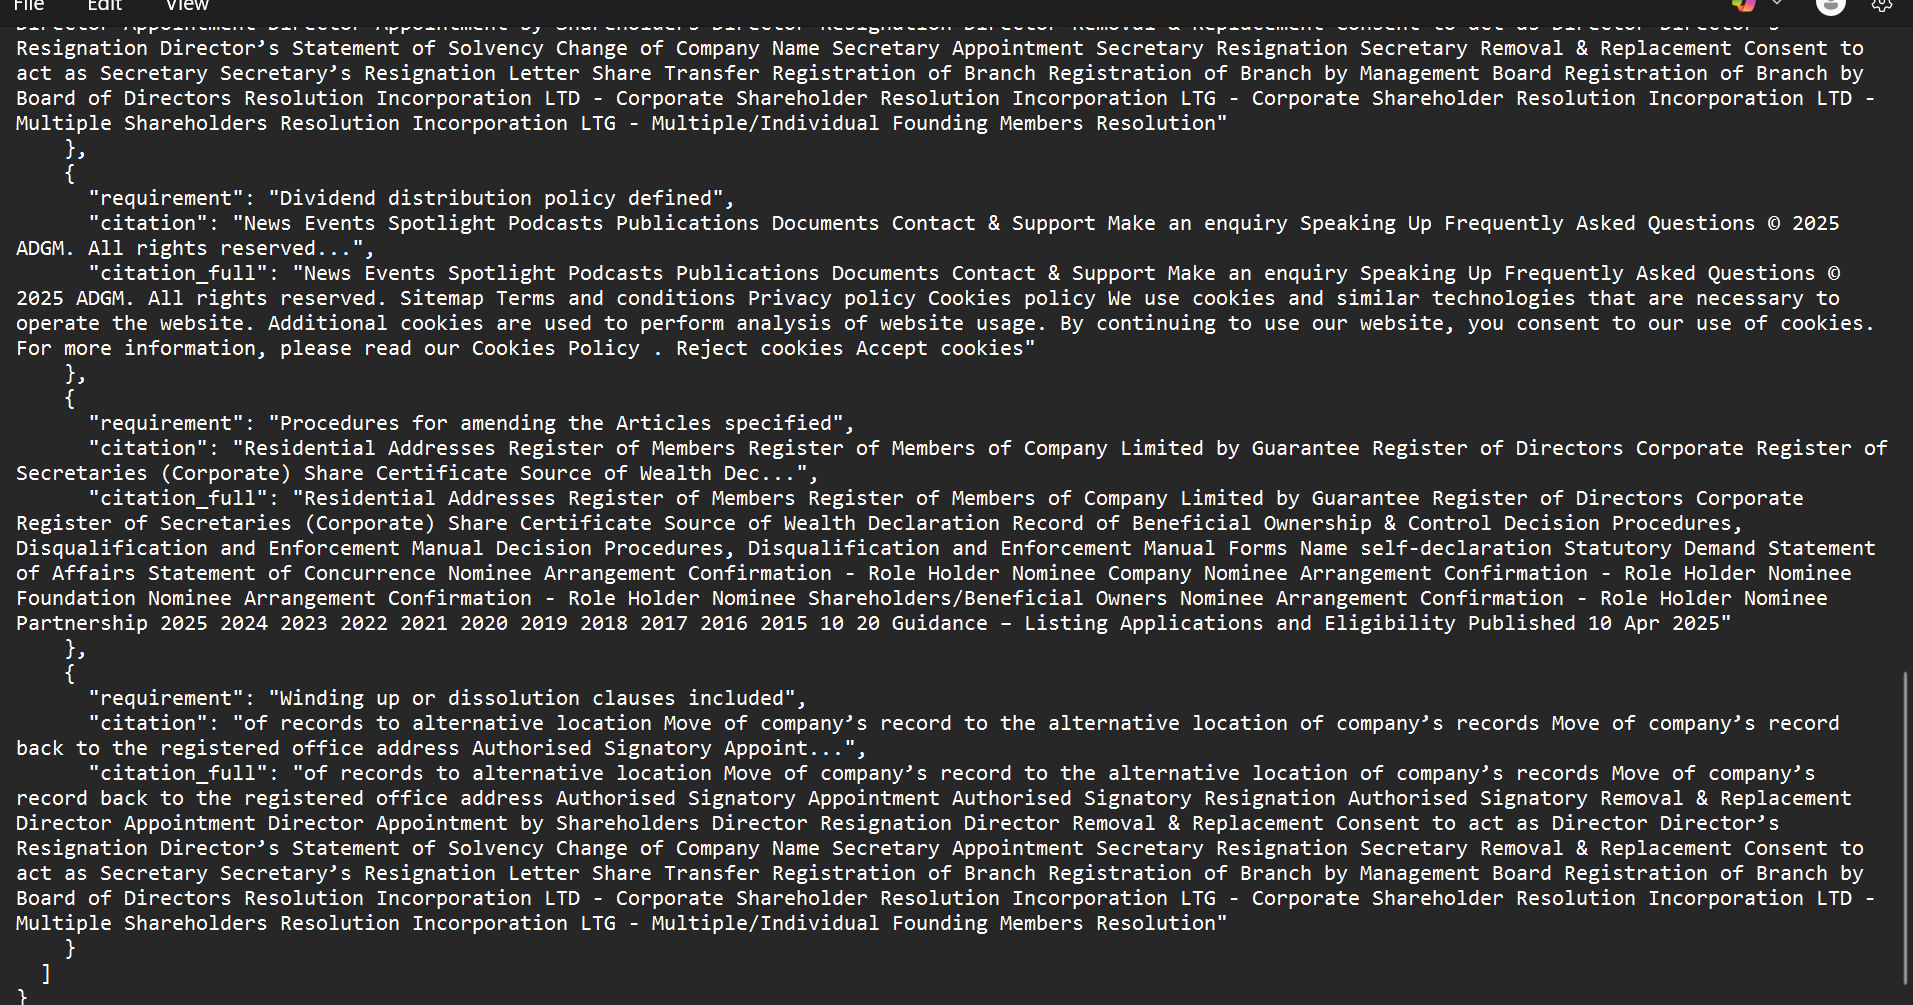 File Edit View
Director Appointment Director Appointment by Shareholders Director Resignation Director Removal & Replacement Consent to act as Director Director’s
Resignation Director’s Statement of Solvency Change of Company Name Secretary Appointment Secretary Resignation Secretary Removal & Replacement Consent to
act as Secretary Secretary’s Resignation Letter Share Transfer Registration of Branch Registration of Branch by Management Board Registration of Branch by
Board of Directors Resolution Incorporation LTD - Corporate Shareholder Resolution Incorporation LTG - Corporate Shareholder Resolution Incorporation LTD -
Multiple Shareholders Resolution Incorporation LTG - Multiple/Individual Founding Members Resolution"
},
{
"requirement": "Dividend distribution policy defined",
"citation": "News Events Spotlight Podcasts Publications Documents Contact & Support Make an enquiry Speaking Up Frequently Asked Questions © 2025
ADGM. All rights reserved...",
"citation_full": "News Events Spotlight Podcasts Publications Documents Contact & Support Make an enquiry Speaking Up Frequently Asked Questions ©
2025 ADGM. All rights reserved. Sitemap Terms and conditions Privacy policy Cookies policy We use cookies and similar technologies that are necessary to
operate the website. Additional cookies are used to perform analysis of website usage. By continuing to use our website, you consent to our use of cookies.
For more information, please read our Cookies Policy . Reject cookies Accept cookies"
},
{
"requirement": "Procedures for amending the Articles specified",
"citation": "Residential Addresses Register of Members Register of Members of Company Limited by Guarantee Register of Directors Corporate Register of
Secretaries (Corporate) Share Certificate Source of Wealth Dec...",
"citation_full": "Residential Addresses Register of Members Register of Members of Company Limited by Guarantee Register of Directors Corporate
Register of Secretaries (Corporate) Share Certificate Source of Wealth Declaration Record of Beneficial Ownership & Control Decision Procedures,
Disqualification and Enforcement Manual Decision Procedures, Disqualification and Enforcement Manual Forms Name self-declaration Statutory Demand Statement
of Affairs Statement of Concurrence Nominee Arrangement Confirmation - Role Holder Nominee Company Nominee Arrangement Confirmation - Role Holder Nominee
Foundation Nominee Arrangement Confirmation - Role Holder Nominee Shareholders/Beneficial Owners Nominee Arrangement Confirmation - Role Holder Nominee
Partnership 2025 2024 2023 2022 2021 2020 2019 2018 2017 2016 2015 10 20 Guidance – Listing Applications and Eligibility Published 10 Apr 2025"
},
{
"requirement": "Winding up or dissolution clauses included",
"citation": "of records to alternative location Move of company’s record to the alternative location of company’s records Move of company’s record
back to the registered office address Authorised Signatory Appoint...",
"citation_full": "of records to alternative location Move of company’s record to the alternative location of company’s records Move of company’s
record back to the registered office address Authorised Signatory Appointment Authorised Signatory Resignation Authorised Signatory Removal & Replacement
Director Appointment Director Appointment by Shareholders Director Resignation Director Removal & Replacement Consent to act as Director Director’s
Resignation Director’s Statement of Solvency Change of Company Name Secretary Appointment Secretary Resignation Secretary Removal & Replacement Consent to
act as Secretary Secretary’s Resignation Letter Share Transfer Registration of Branch Registration of Branch by Management Board Registration of Branch by
Board of Directors Resolution Incorporation LTD - Corporate Shareholder Resolution Incorporation LTG - Corporate Shareholder Resolution Incorporation LTD -
Multiple Shareholders Resolution Incorporation LTG - Multiple/Individual Founding Members Resolution"
}
]
}